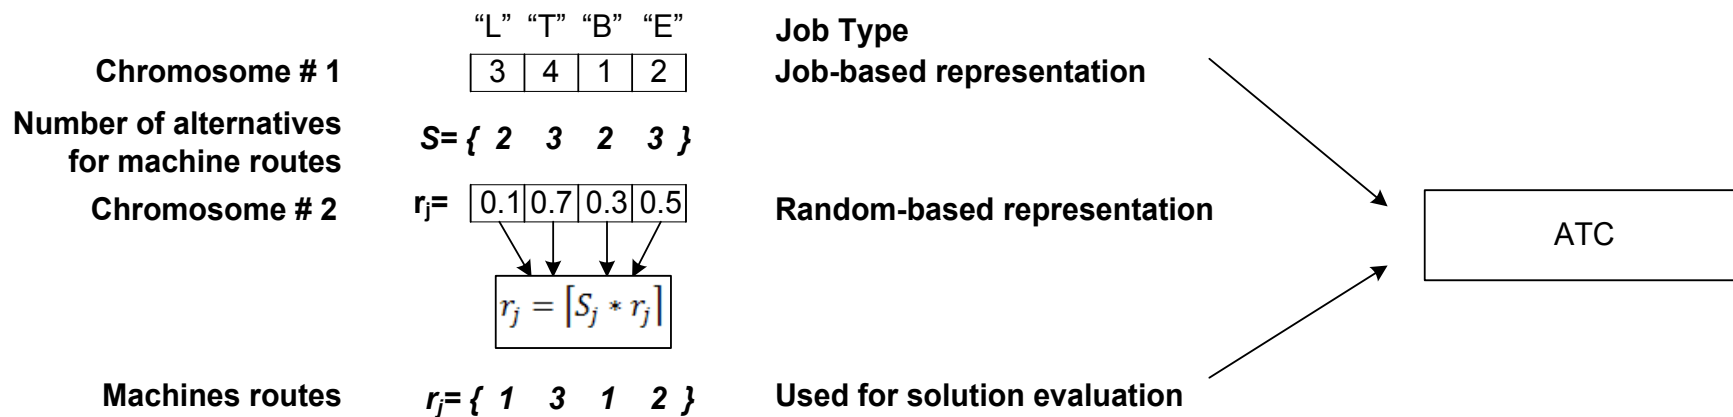 “L” “T” “B” “E” Job Type
Chromosome # 1 3 4 1 2 Job-based representation
Number of alternatives
for machine routes
S= { 2 3 2 3 }
Chromosome # 2 rj= 0.1 0.7 0.3 0.5 Random-based representation
ATC
rj = ⌈Sj * rj⌉
Machines routes rj= { 1 3 1 2 } Used for solution evaluation